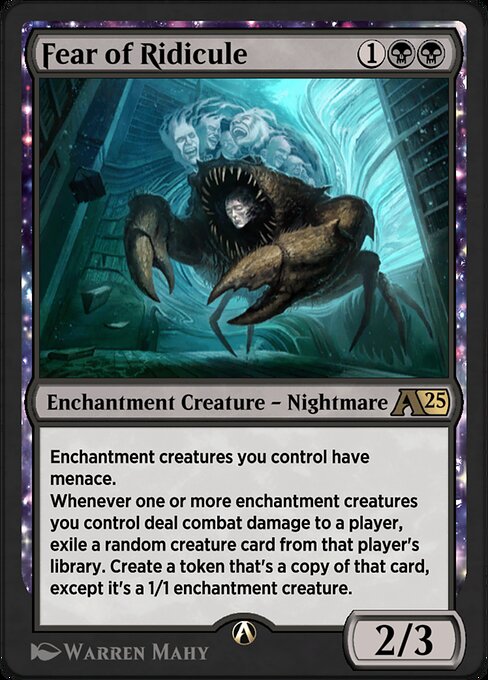 Fear of Ridicule 1
Enchantment Creature – Nightmare A25
Enchantment creatures you control have
menace.
Whenever one or more enchantment creatures
you control deal combat damage to a player,
exile a random creature card from that player's
library. Create a token that's a copy of that card,
except it's a 1/1 enchantment creature.
2/3
Warren Mahy